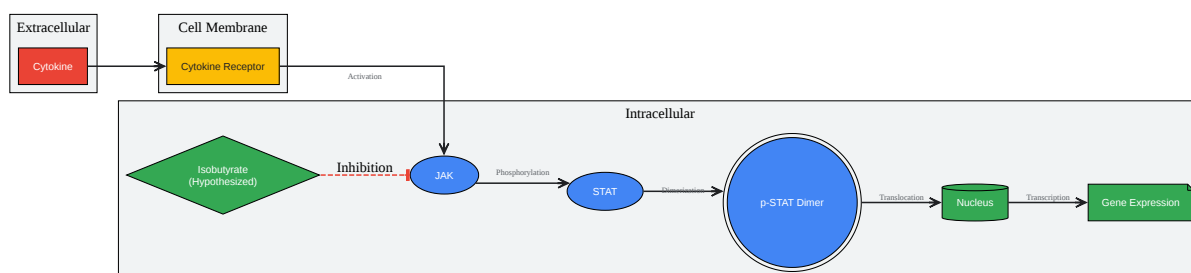 Extracellular
Cell Membrane
Cytokine
Cytokine Receptor
Activation
Intracellular
Isobutyrate
(Hypothesized)
Inhibition
JAK
Phosphorylation
STAT
Dimerization
p-STAT Dimer
Translocation
Nucleus
Transcription
Gene Expression